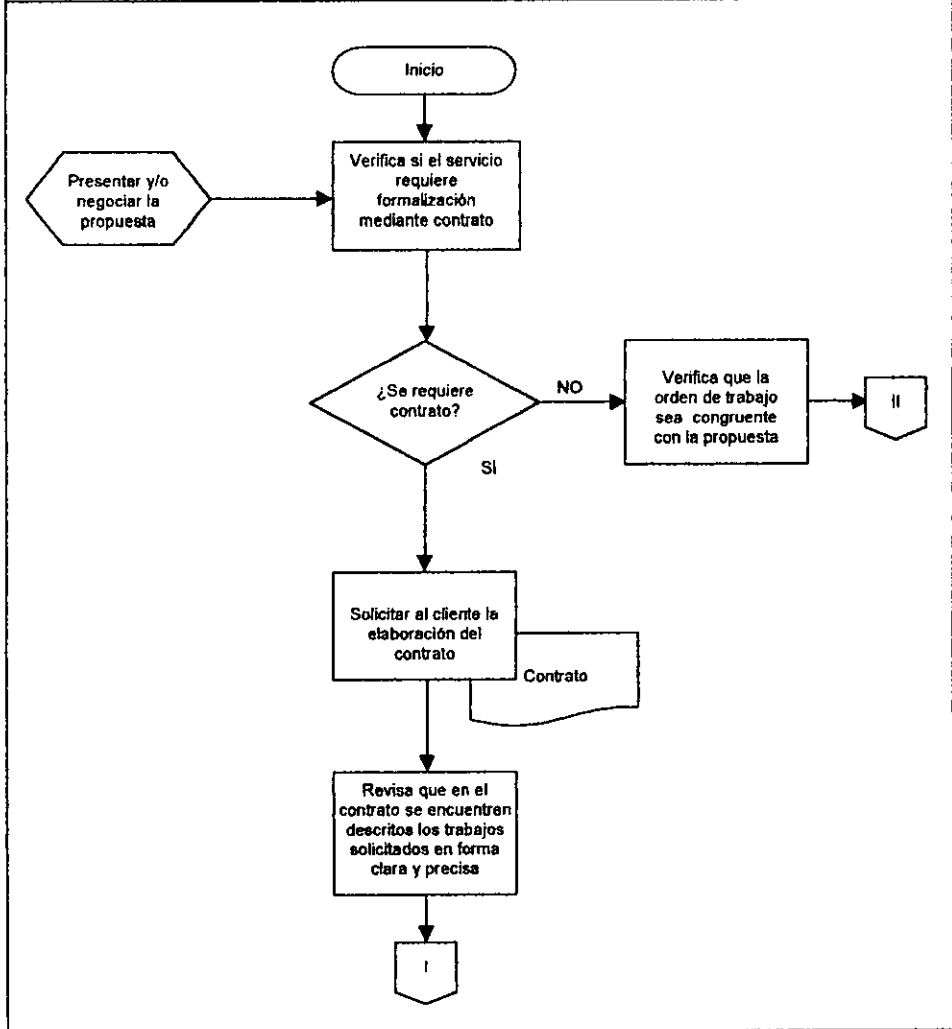 Inicio
Verifica si el servicio
requiere
formalización
mediante contrato
Presentar y/o
negociar la
propuesta
¿Se requiere
contrato?
NO
Verifica que la
orden de trabajo
sea congruente
con la propuesta
II
SI
Solicitar al cliente la
elaboración del
contrato
Contrato
Revisa que en el
contrato se encuentren
descritos los trabajos
solicitados en forma
clara y precisa
I